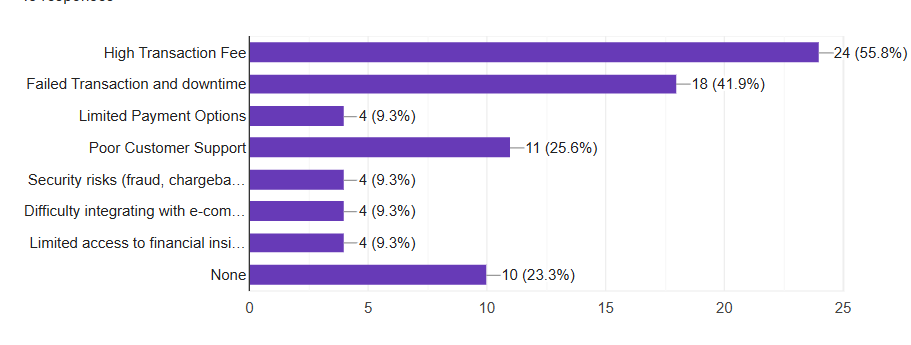 High Transaction Fee 24 (55.8%)
Failed Transaction and downtime 18 (41.9%)
Limited Payment Options 4 (9.3%)
Poor Customer Support 11 (25.6%)
Security risks (fraud, chargeba… 4 (9.3%)
Difficulty integrating with e-com… 4 (9.3%)
Limited access to financial insi… 4 (9.3%)
None 10 (23.3%)
0 5 10 15 20 25